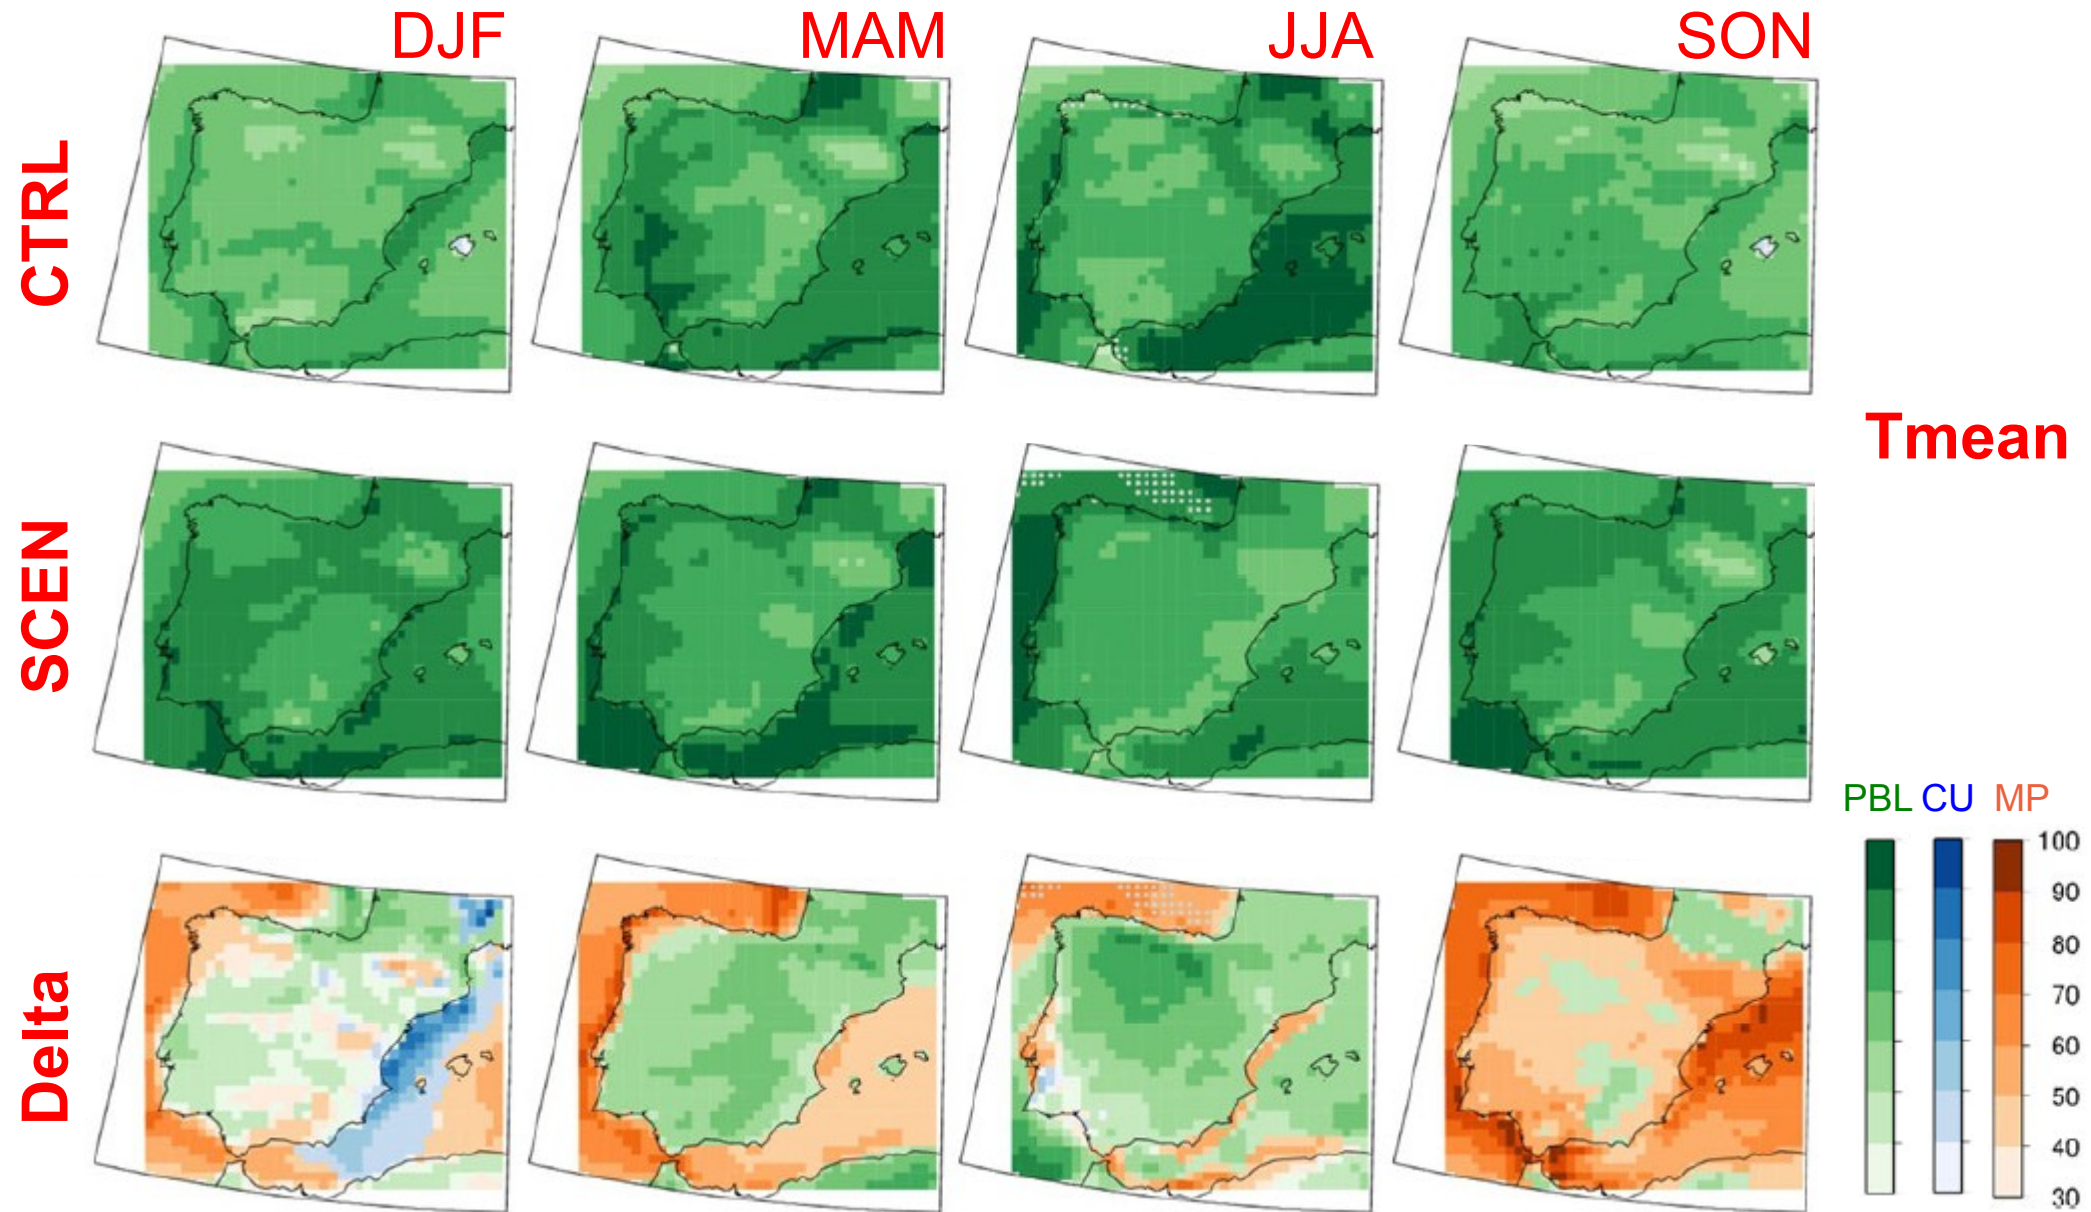 DJF MAM JJA SON
CTRL
Tmean
SCEN
PBL CU MP
100
90
80
70
60
50
40
30
Delta